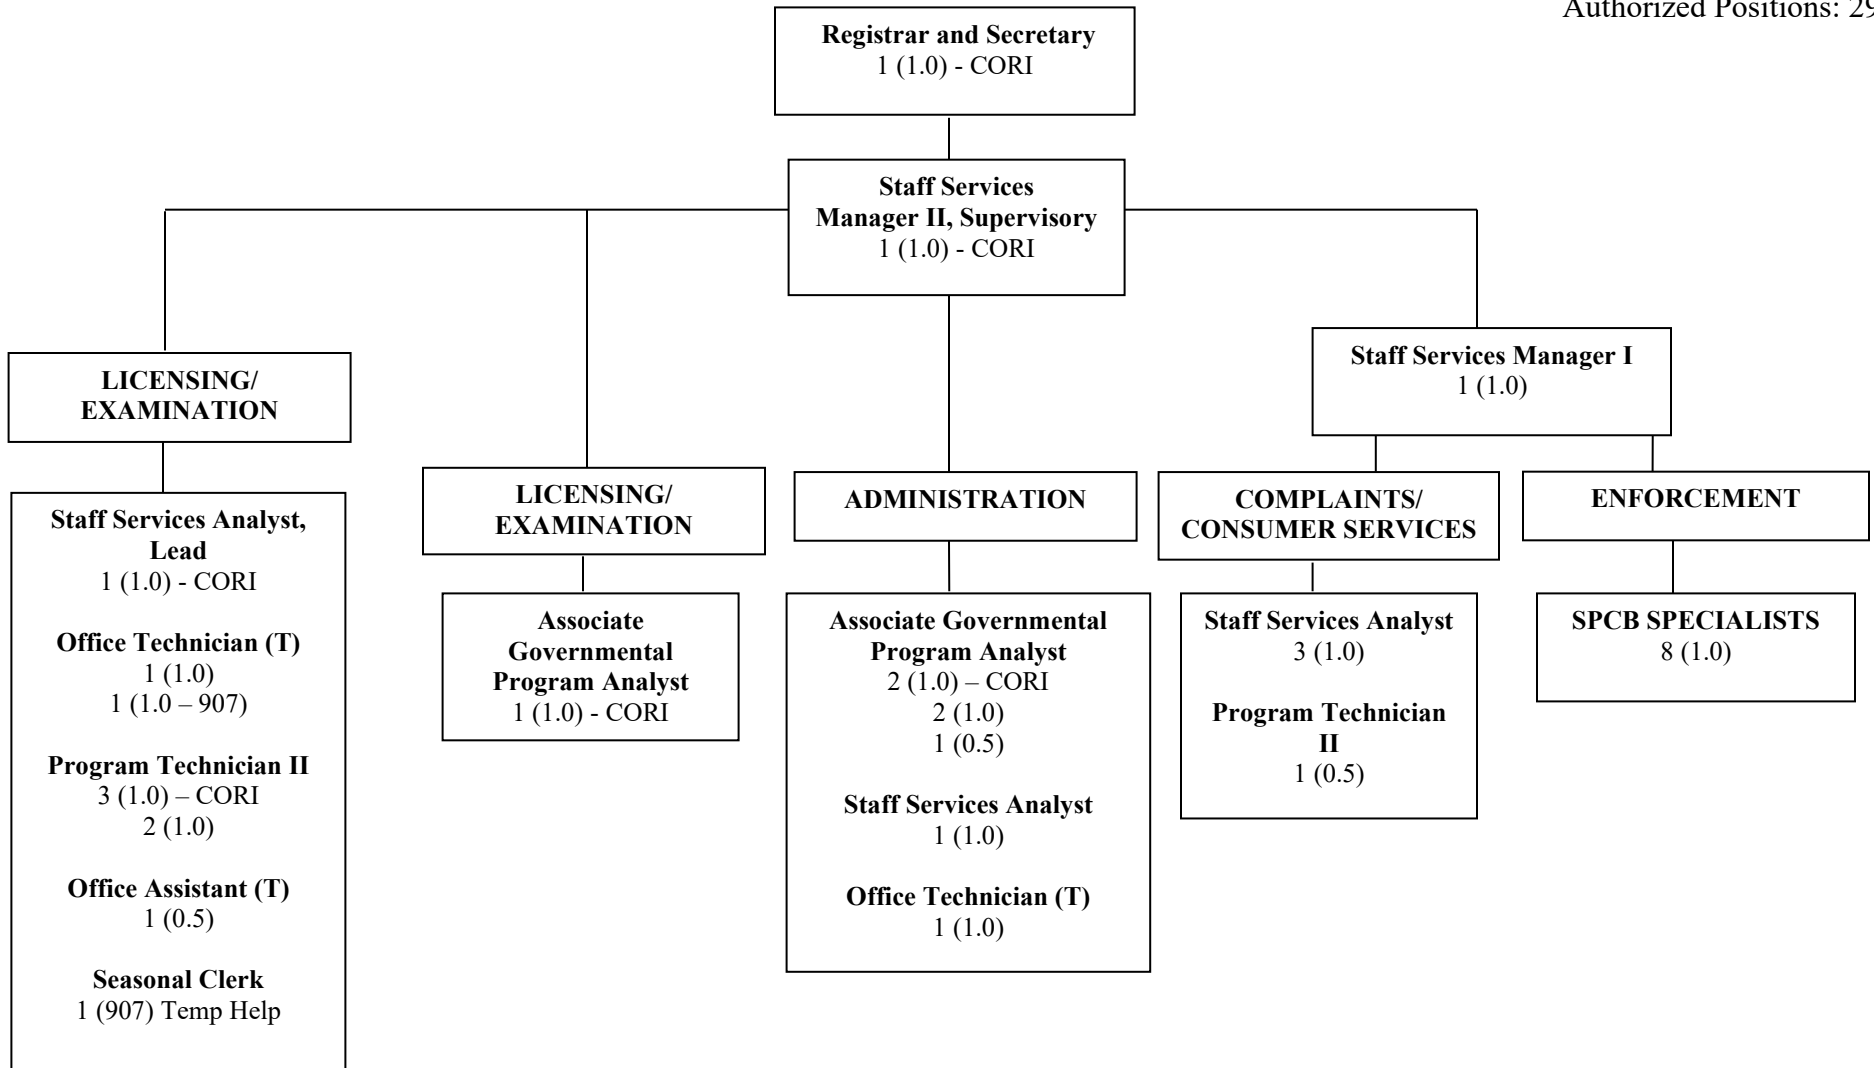 Authorized Positions: 29
Registrar and Secretary
1 (1.0) - CORI
Staff Services
Manager II, Supervisory
1 (1.0) - CORI
Staff Services Manager I
1 (1.0)
LICENSING/
EXAMINATION
Staff Services Analyst,
Lead
1 (1.0) - CORI
Office Technician (T)
1 (1.0)
1 (1.0 – 907)
Program Technician II
3 (1.0) – CORI
2 (1.0)
Office Assistant (T)
1 (0.5)
Seasonal Clerk
1 (907) Temp Help
LICENSING/
EXAMINATION
Associate
Governmental
Program Analyst
1 (1.0) - CORI
ADMINISTRATION
Associate Governmental
Program Analyst
2 (1.0) – CORI
2 (1.0)
1 (0.5)
Staff Services Analyst
1 (1.0)
Office Technician (T)
1 (1.0)
COMPLAINTS/
CONSUMER SERVICES
Staff Services Analyst
3 (1.0)
Program Technician
II
1 (0.5)
ENFORCEMENT
SPCB SPECIALISTS
8 (1.0)